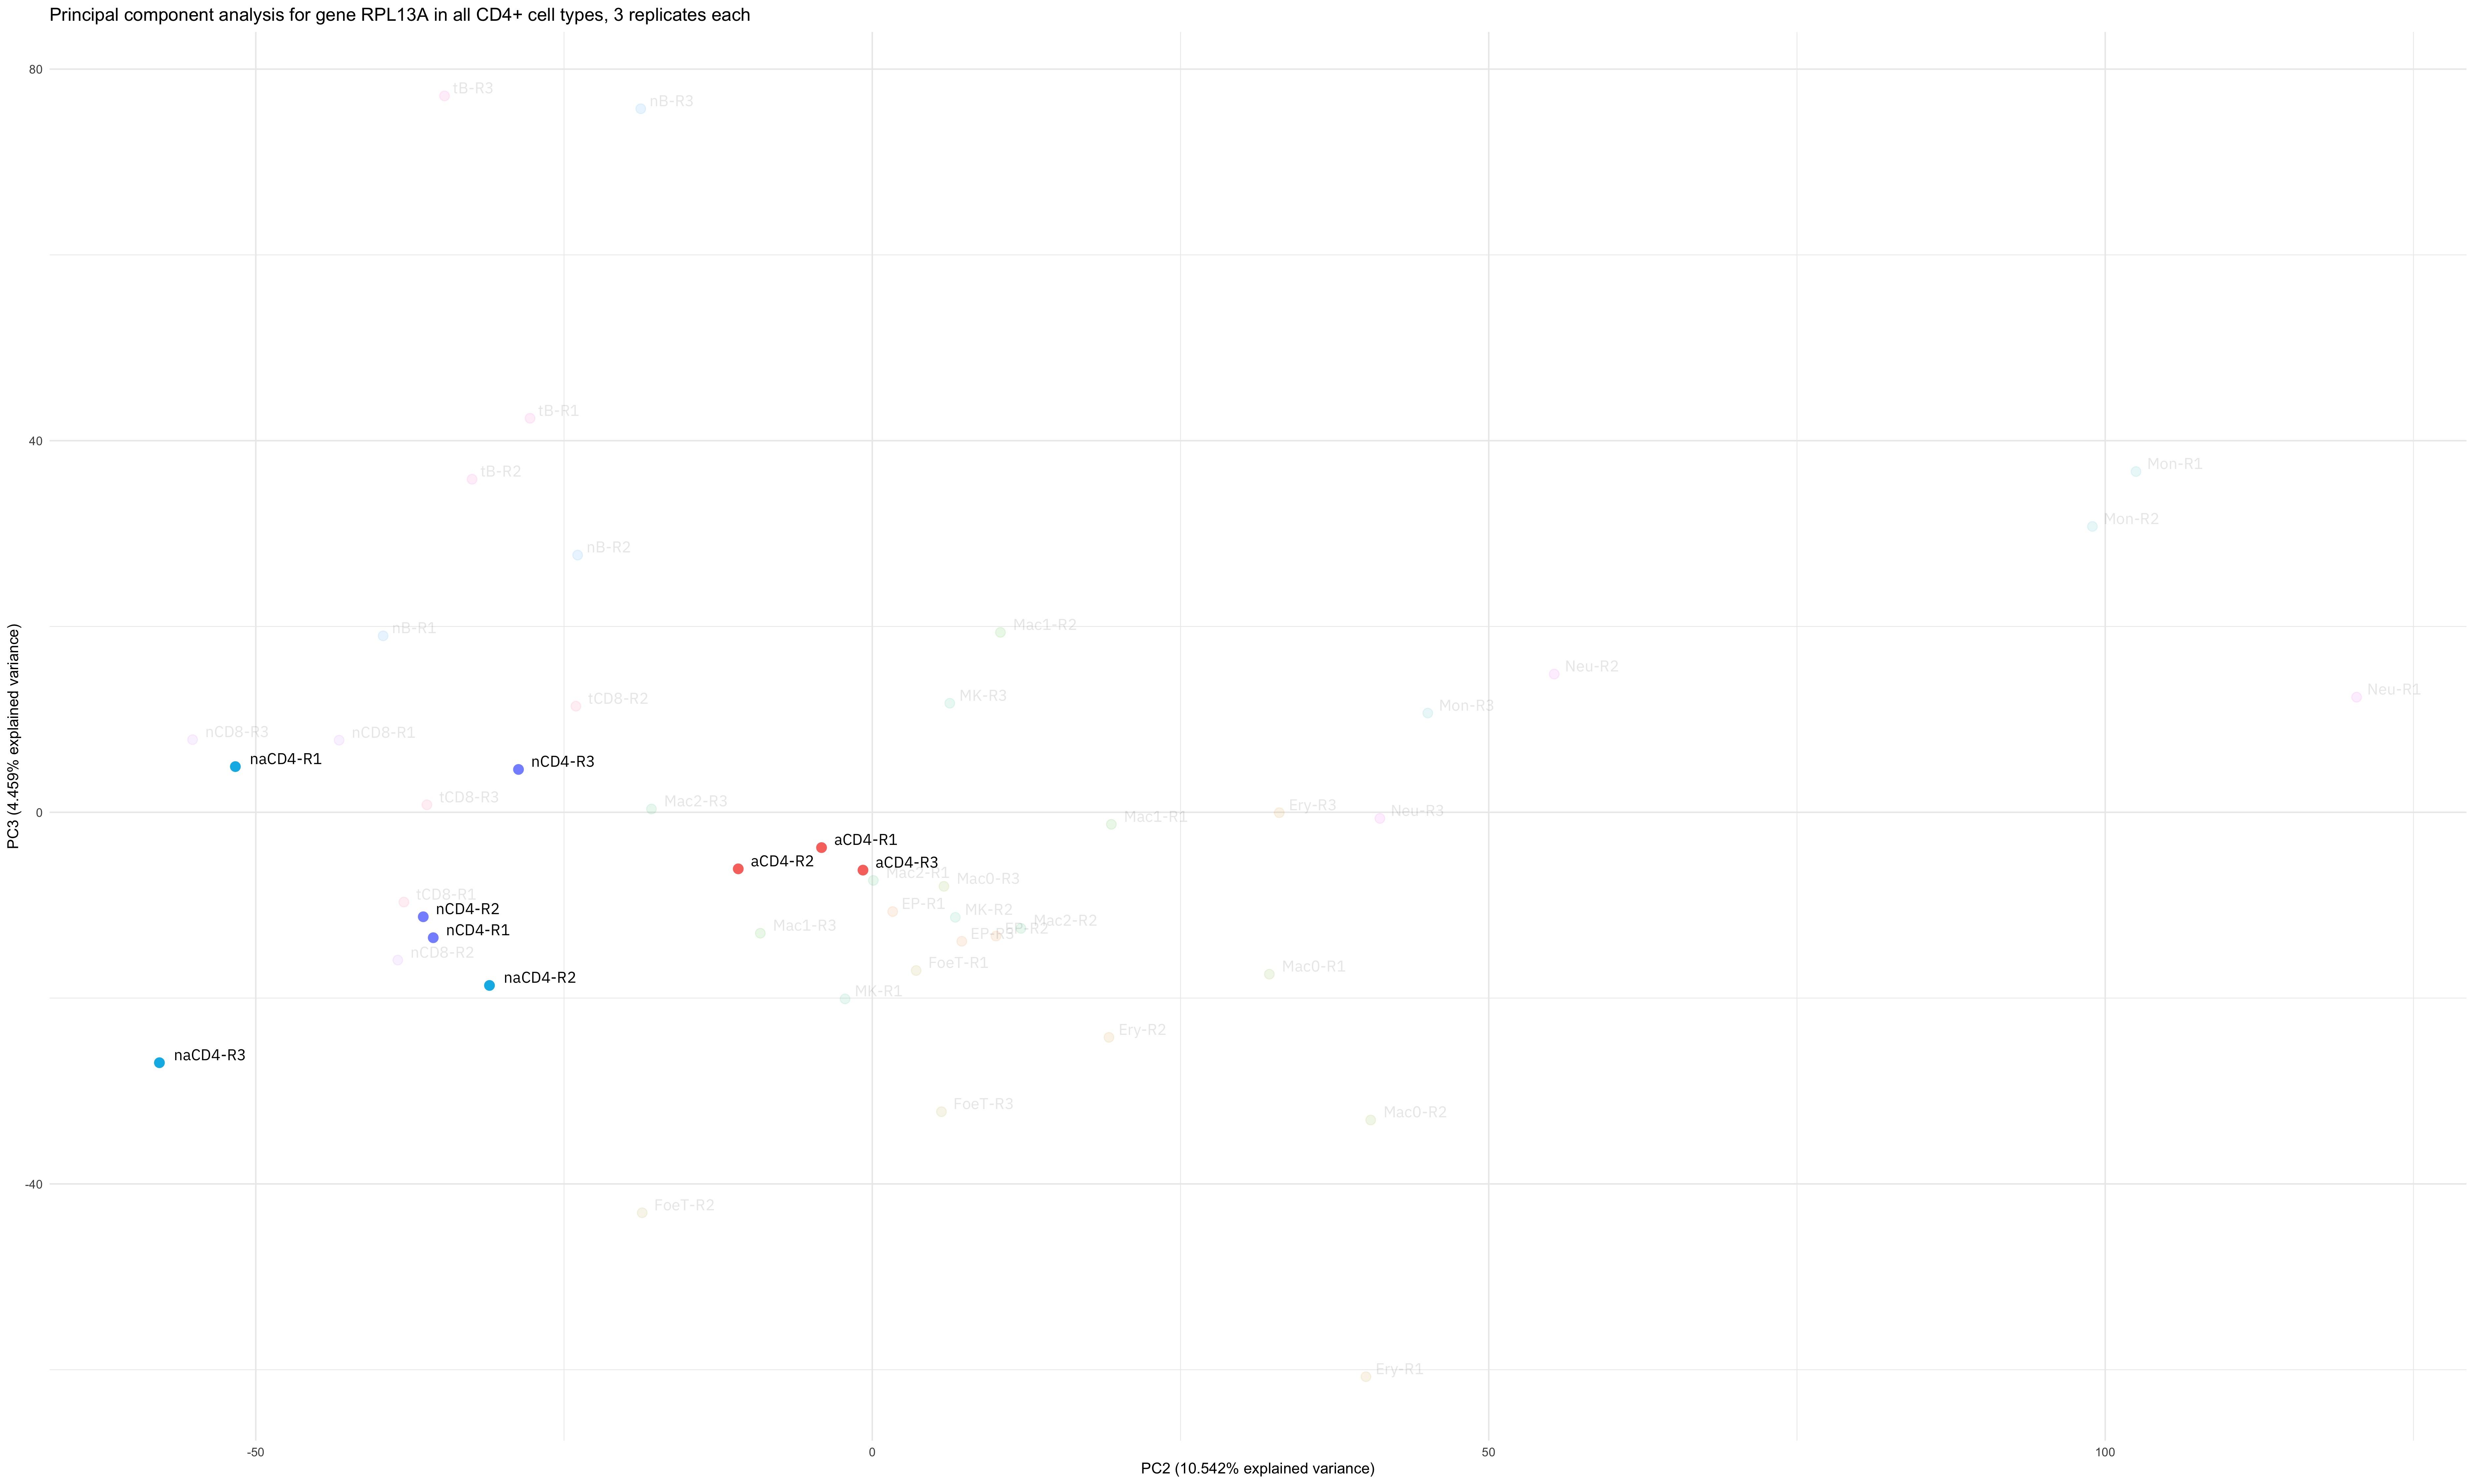 Principal component analysis for gene RPL13A in all CD4+ cell types, 3 replicates each
80
tB-R3
nB-R3
tB-R1
40
tB-R2
Mon-R1
Mon-R2
nB-R2
nB-R1
Mac1-R2
Neu-R2
Neu-R1
tCD8-R2
MK-R3
Mon-R3
nCD8-R3
nCD8-R1
naCD4-R1
nCD4-R3
tCD8-R3
Mac2-R3
0
Ery-R3
Neu-R3
Mac1-R1
aCD4-R1
aCD4-R2
aCD4-R3
Mac2-R1
Mac0-R3
tCD8-R1
EP-R1
nCD4-R2
MK-R2
Mac2-R2
nCD4-R1
Mac1-R3
EP-R3
EP-R2
nCD8-R2
FoeT-R1
Mac0-R1
naCD4-R2
MK-R1
Ery-R2
naCD4-R3
FoeT-R3
Mac0-R2
-40
FoeT-R2
Ery-R1
PC3 (4.459% explained variance)
-50
0
50
100
PC2 (10.542% explained variance)